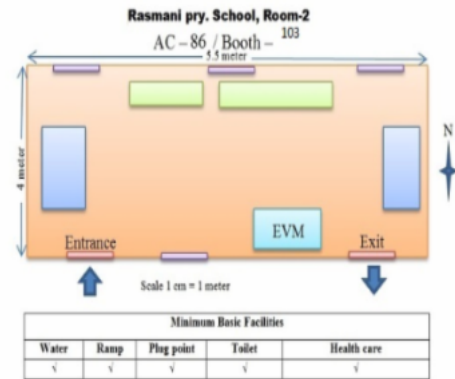 Rasmani pry. School, Room-2
AC – 86 / Booth – 103
5.5 meter
4 meter
N
EVM
Entrance
Exit
Scale 1 cm = 1 meter
Minimum Basic Facilities
Water Ramp Plug point Toilet Health care
√ √ √ √ √